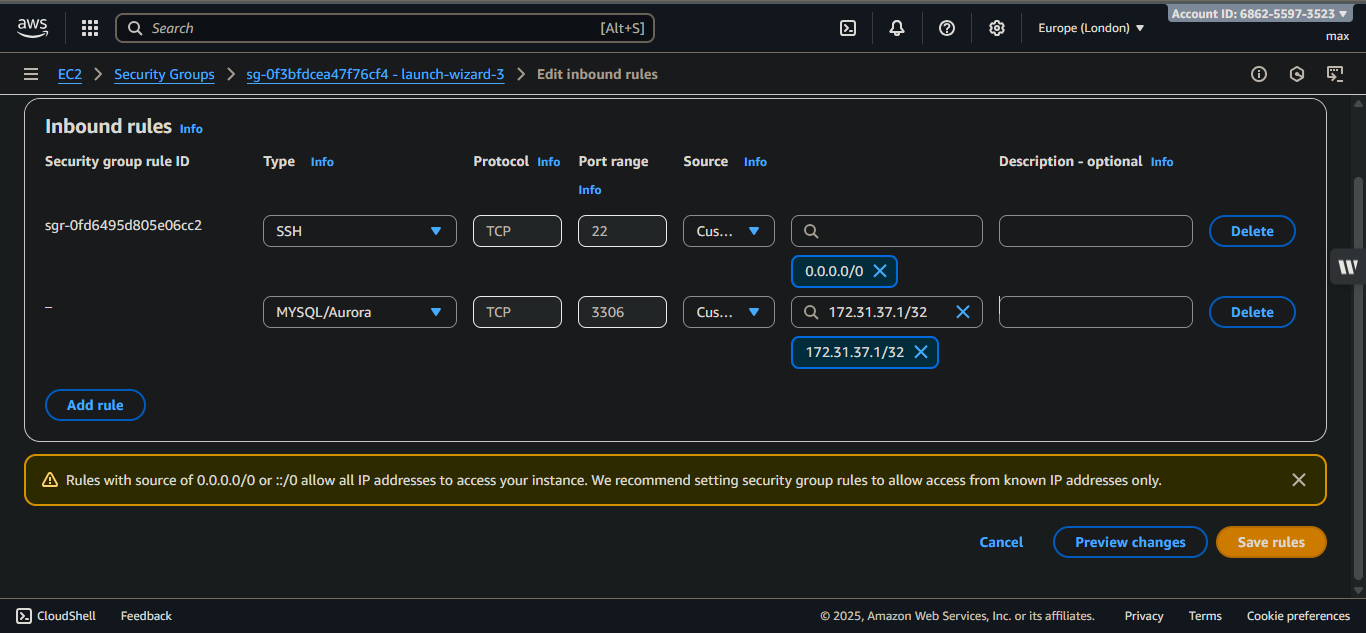 aws
Search [Alt+S]
Europe (London)
Account ID: 6862-5597-3523
max
EC2
Security Groups
sg-0f3bfdcea47f76cf4 - launch-wizard-3
Edit inbound rules
Inbound rules Info
Security group rule ID
Type Info
Protocol Info
Port range
Info
Source Info
Description - optional Info
sgr-0fd6495d805e06cc2
SSH
TCP
22
Cus...
Delete
0.0.0.0/0
–
MYSQL/Aurora
TCP
3306
Cus...
172.31.37.1/32
Delete
172.31.37.1/32
Add rule
Rules with source of 0.0.0.0/0 or ::/0 allow all IP addresses to access your instance. We recommend setting security group rules to allow access from known IP addresses only.
Cancel
Preview changes
Save rules
CloudShell
Feedback
© 2025, Amazon Web Services, Inc. or its affiliates.
Privacy
Terms
Cookie preferences